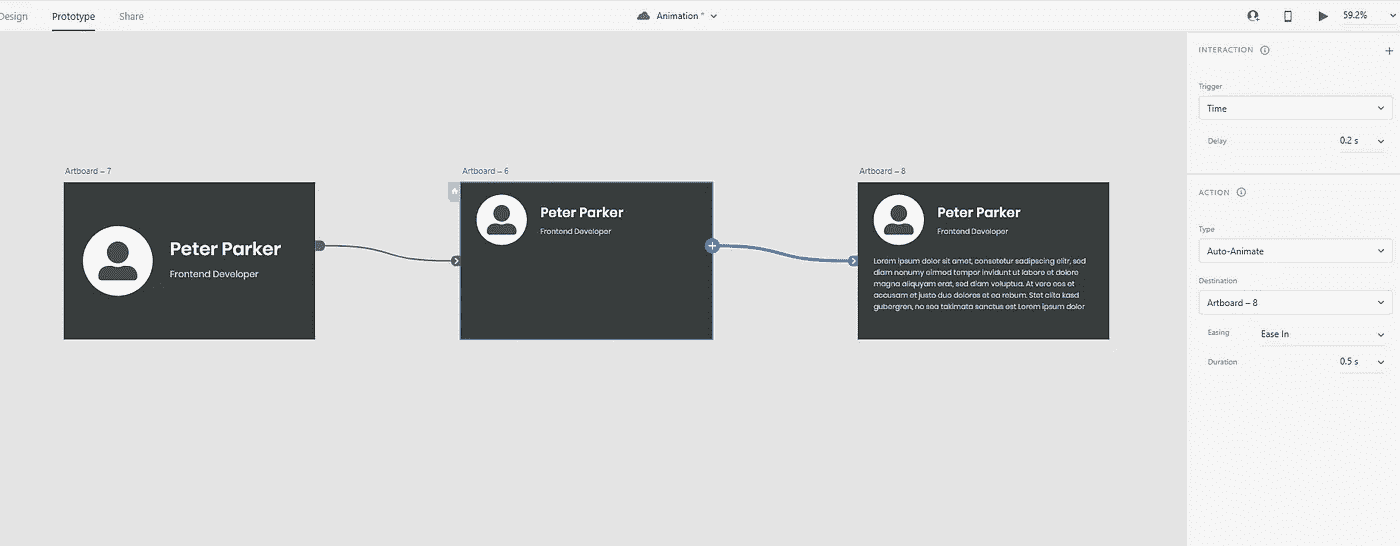 Design Prototype Share Animation * 59.2%
INTERACTION
Trigger
Time
Delay 0.2 s
ACTION
Type
Auto-Animate
Destination
Artboard – 8
Easing Ease In
Duration 0.5 s
Artboard – 7
Peter Parker
Frontend Developer
Artboard – 6
Peter Parker
Frontend Developer
Artboard – 8
Peter Parker
Frontend Developer
Lorem ipsum dolor sit amet, consetetur sadipscing elitr, sed
diam nonumy eirmod tempor invidunt ut labore et dolore
magna aliquyam erat, sed diam voluptua. At vero eos et
accusam et justo duo dolores et ea rebum. Stet clita kasd
gubergren, no sea takimata sanctus est Lorem ipsum dolor